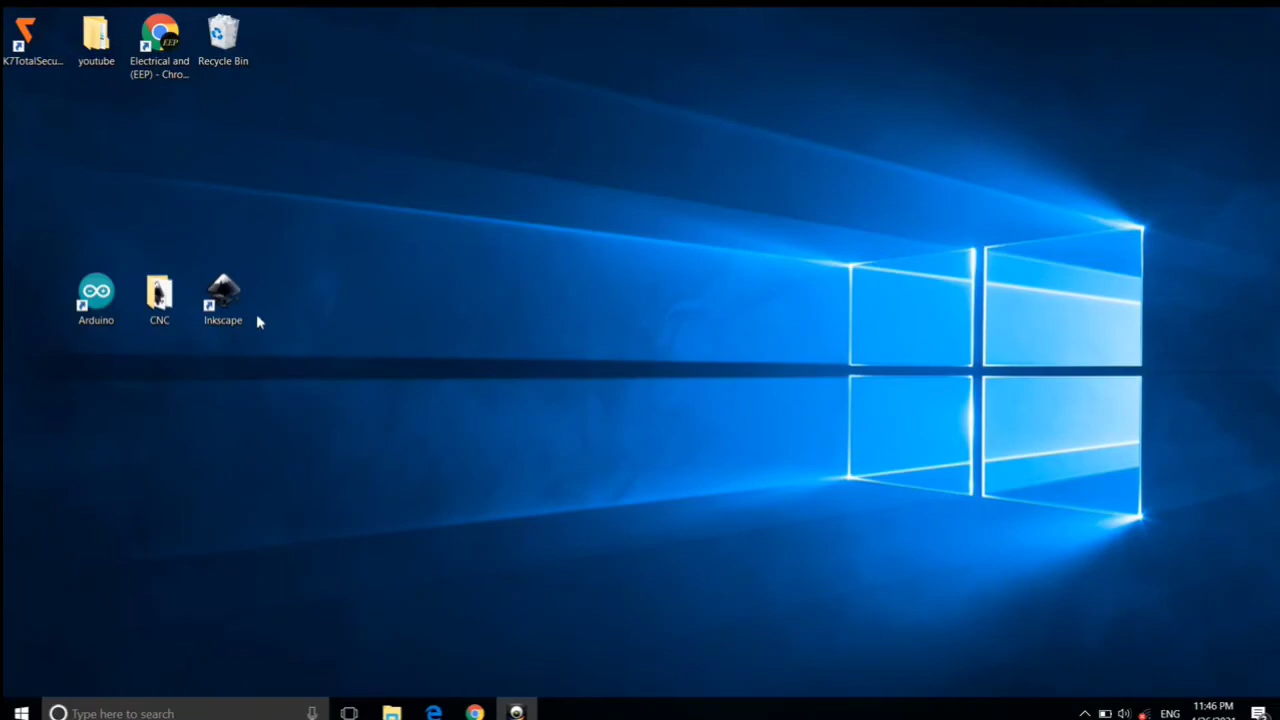 K7TotalSecu...
youtube
Electrical and
(EEP) - Chro...
Recycle Bin
EEP
Arduino
CNC
Inkscape
Type here to search
ENG
11:46 PM